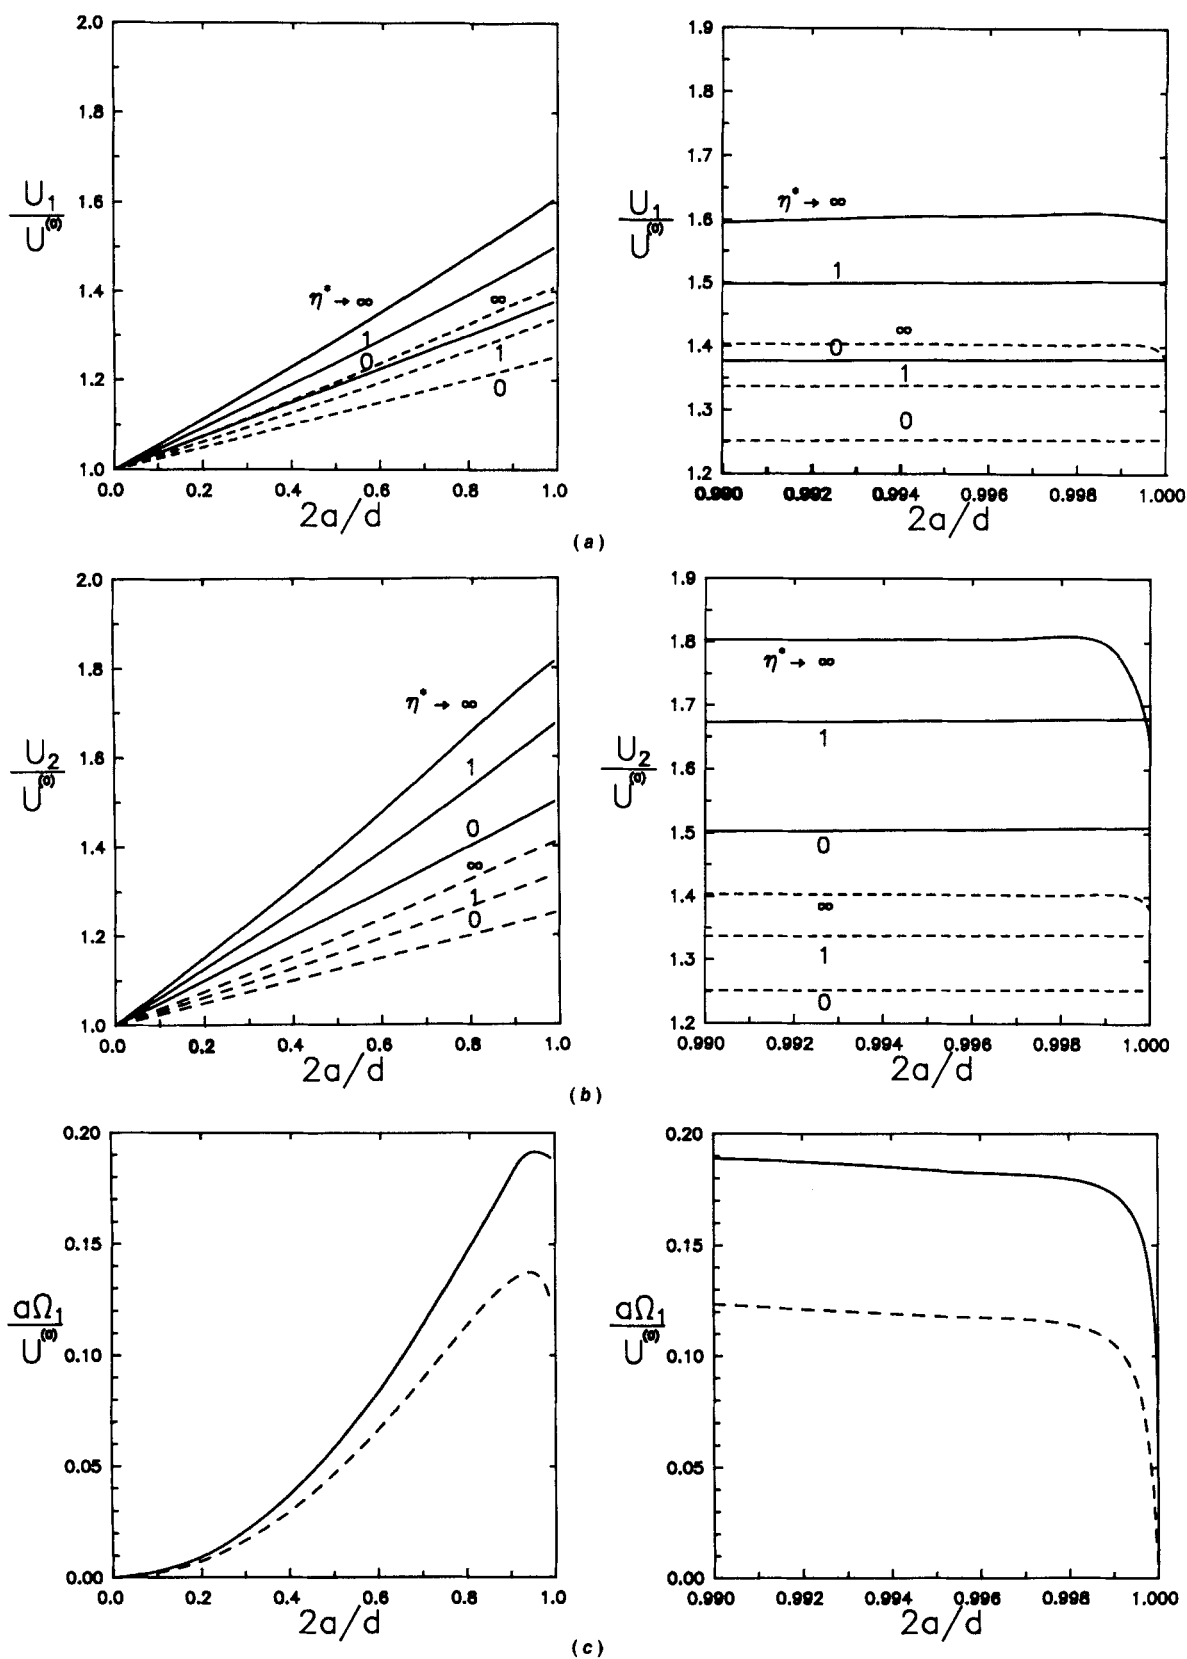 2.0
1.8
1.6
1.4
1.2
1.0
U₁
U⁽⁰⁾
η* → ∞
∞
1
0
1
0
0.0 0.2 0.4 0.6 0.8 1.0
2a/d
1.9
1.8
1.7
1.6
1.5
1.4
1.3
1.2
U₁
U⁽⁰⁾
η* → ∞
1
∞
0
1
0
0.990 0.992 0.994 0.996 0.998 1.000
2a/d
(a)
2.0
1.8
1.6
1.4
1.2
1.0
U₂
U⁽⁰⁾
η* → ∞
1
0
∞
1
0
0.0 0.2 0.4 0.6 0.8 1.0
2a/d
1.9
1.8
1.7
1.6
1.5
1.4
1.3
1.2
U₂
U⁽⁰⁾
η* → ∞
1
0
∞
1
0
0.990 0.992 0.994 0.996 0.998 1.000
2a/d
(b)
0.20
0.15
0.10
0.05
0.00
aΩ₁
U⁽⁰⁾
0.0 0.2 0.4 0.6 0.8 1.0
2a/d
0.20
0.15
0.10
0.05
0.00
aΩ₁
U⁽⁰⁾
0.990 0.992 0.994 0.996 0.998 1.000
2a/d
(c)